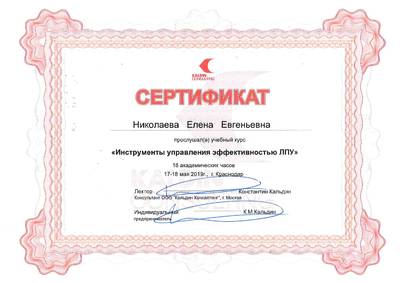 KALDIN
CONSULTING
СЕРТИФИКАТ
Николаева Елена Евгеньевна
прослушал(а) учебный курс
«Инструменты управления эффективностью ЛПУ»
16 академических часов
17-18 мая 2019г., г. Краснодар
Лектор Константин Кальдин
Консультант ООО "Кальдин Консалтинг", г. Москва
Индивидуальный К.М Кальдин
предприниматель